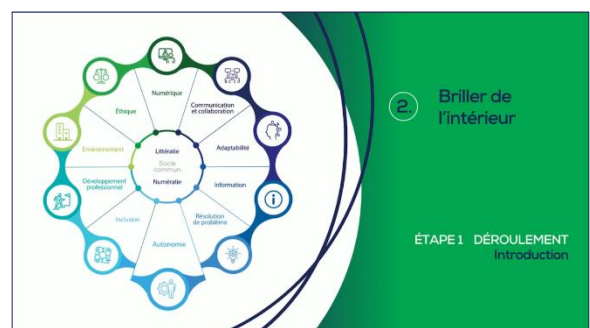 Numérique
Communication
et collaboration
Adaptabilité
Information
Résolution
de problème
Autonomie
Inclusion
Développement
professionnel
Environnement
Éthique
Littératie
Socle
commun
Numératie
2.
Briller de
l'intérieur
ÉTAPE 1 DÉROULEMENT
Introduction